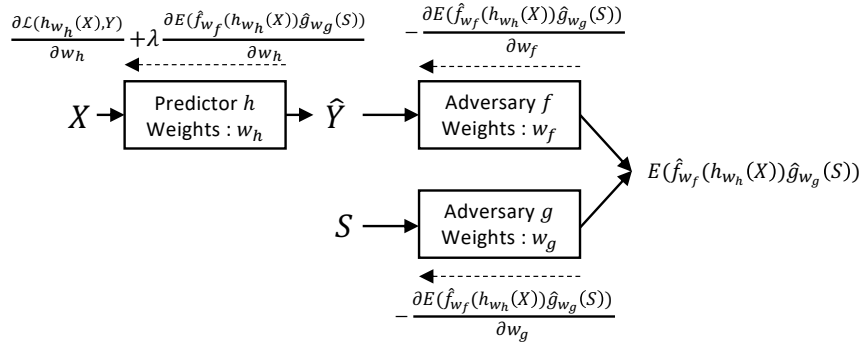 ∂ℒ(h_{w_h}(X),Y)/∂w_h + λ ∂E(f̂_{w_f}(h_{w_h}(X))ĝ_{w_g}(S))/∂w_h
− ∂E(f̂_{w_f}(h_{w_h}(X))ĝ_{w_g}(S))/∂w_f
X
Predictor h
Weights : w_h
Ŷ
Adversary f
Weights : w_f
E(f̂_{w_f}(h_{w_h}(X))ĝ_{w_g}(S))
S
Adversary g
Weights : w_g
− ∂E(f̂_{w_f}(h_{w_h}(X))ĝ_{w_g}(S))/∂w_g